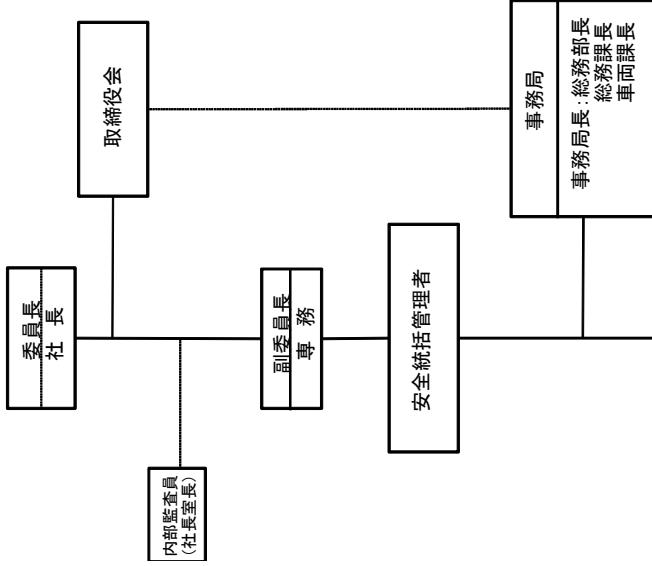 委員長
社 長
取締役会
内部監査員
(社長室長)
副委員長
専 務
安全統括管理者
事務局
事務局長:総務部長
総務課長
車両課長